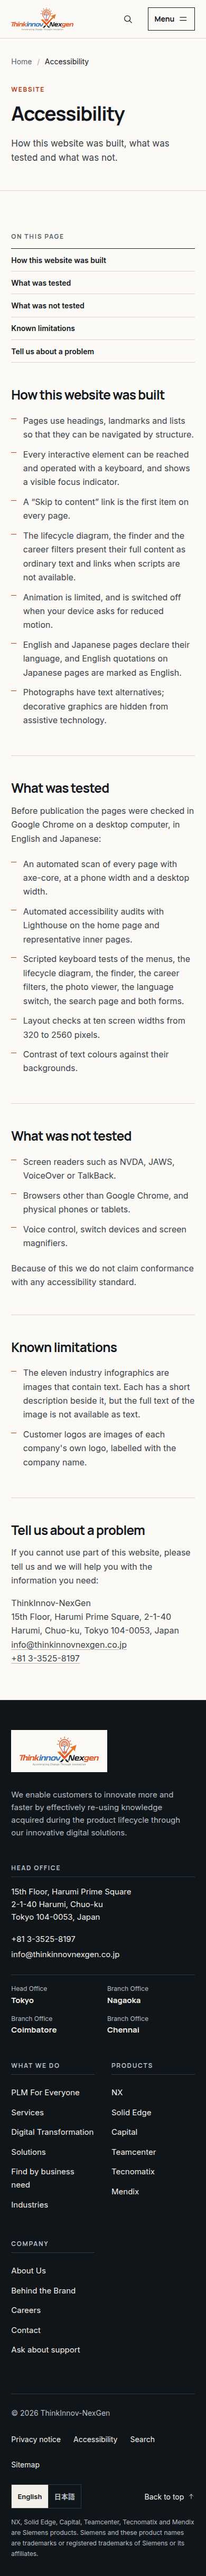 ThinkInnovNexgen
Menu
Home / Accessibility
WEBSITE
Accessibility
How this website was built, what was
tested and what was not.
ON THIS PAGE
How this website was built
What was tested
What was not tested
Known limitations
Tell us about a problem
How this website was built
— Pages use headings, landmarks and lists
so that they can be navigated by structure.
— Every interactive element can be reached
and operated with a keyboard, and shows
a visible focus indicator.
— A “Skip to content” link is the first item on
every page.
— The lifecycle diagram, the finder and the
career filters present their full content as
ordinary text and links when scripts are
not available.
— Animation is limited, and is switched off
when your device asks for reduced
motion.
— English and Japanese pages declare their
language, and English quotations on
Japanese pages are marked as English.
— Photographs have text alternatives;
decorative graphics are hidden from
assistive technology.
What was tested
Before publication the pages were checked in
Google Chrome on a desktop computer, in
English and Japanese:
— An automated scan of every page with
axe-core, at a phone width and a desktop
width.
— Automated accessibility audits with
Lighthouse on the home page and
representative inner pages.
— Scripted keyboard tests of the menus, the
lifecycle diagram, the finder, the career
filters, the photo viewer, the language
switch, the search page and both forms.
— Layout checks at ten screen widths from
320 to 2560 pixels.
— Contrast of text colours against their
backgrounds.
What was not tested
— Screen readers such as NVDA, JAWS,
VoiceOver or TalkBack.
— Browsers other than Google Chrome, and
physical phones or tablets.
— Voice control, switch devices and screen
magnifiers.
Because of this we do not claim conformance
with any accessibility standard.
Known limitations
— The eleven industry infographics are
images that contain text. Each has a short
description beside it, but the full text of the
image is not available as text.
— Customer logos are images of each
company's own logo, labelled with the
company name.
Tell us about a problem
If you cannot use part of this website, please
tell us and we will help you with the
information you need:
ThinkInnov-NexGen
15th Floor, Harumi Prime Square, 2-1-40
Harumi, Chuo-ku, Tokyo 104-0053, Japan
info@thinkinnovnexgen.co.jp
+81 3-3525-8197
ThinkInnovNexgen
We enable customers to innovate more and
faster by effectively re-using knowledge
acquired during the product lifecycle through
our innovative digital solutions.
HEAD OFFICE
15th Floor, Harumi Prime Square
2-1-40 Harumi, Chuo-ku
Tokyo 104-0053, Japan
+81 3-3525-8197
info@thinkinnovnexgen.co.jp
Head Office
Tokyo
Branch Office
Nagaoka
Branch Office
Coimbatore
Branch Office
Chennai
WHAT WE DO
PLM For Everyone
Services
Digital Transformation
Solutions
Find by business
need
Industries
PRODUCTS
NX
Solid Edge
Capital
Teamcenter
Tecnomatix
Mendix
COMPANY
About Us
Behind the Brand
Careers
Contact
Ask about support
© 2026 ThinkInnov-NexGen
Privacy notice Accessibility Search
Sitemap
English 日本語 Back to top ↑
NX, Solid Edge, Capital, Teamcenter, Tecnomatix and Mendix
are Siemens products. Siemens and these product names
are trademarks or registered trademarks of Siemens or its
affiliates.